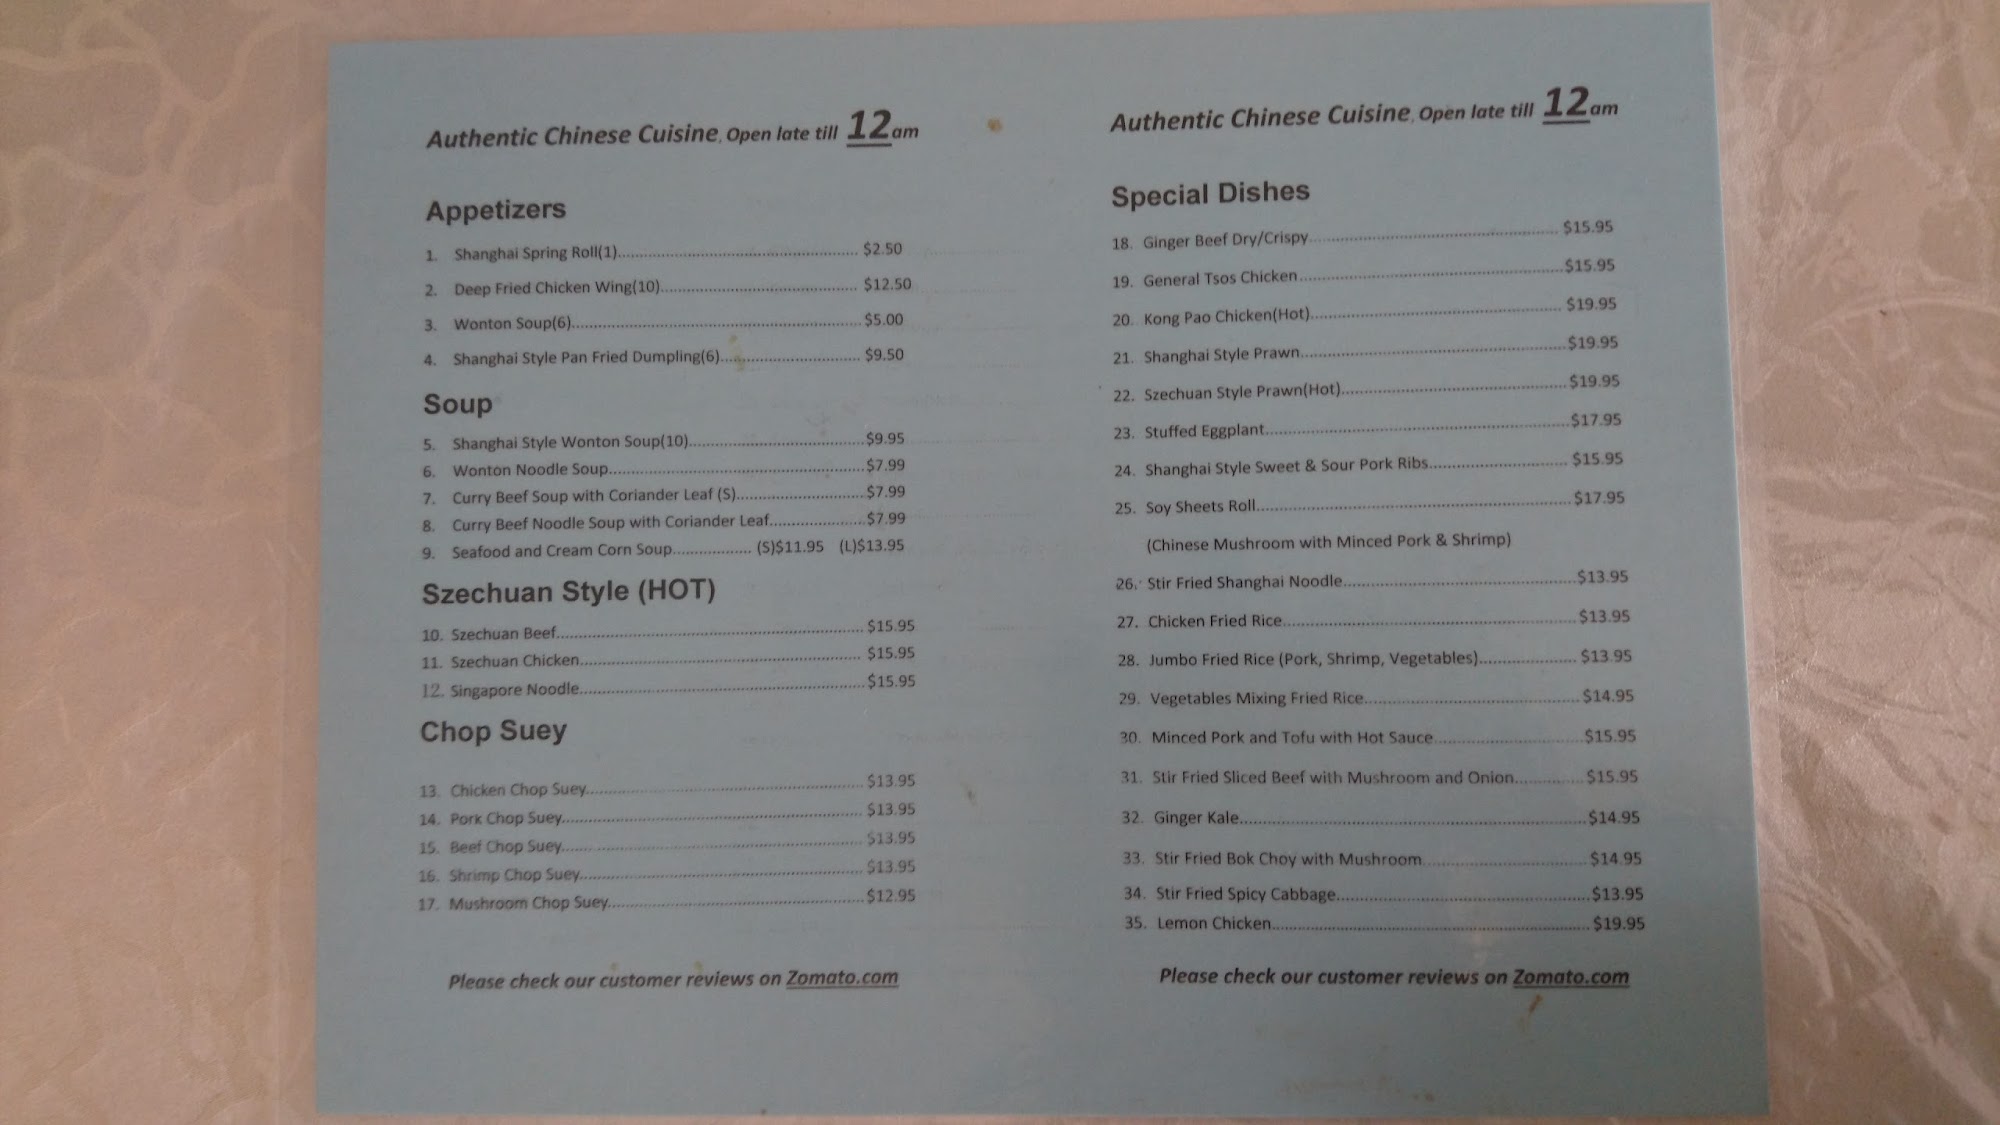 Authentic Chinese Cuisine, Open late till 12am
Appetizers
1. Shanghai Spring Roll(1)........ $2.50
2. Deep Fried Chicken Wing(10)........ $12.50
3. Wonton Soup(6)........ $5.00
4. Shanghai Style Pan Fried Dumpling(6)........ $9.50
Soup
5. Shanghai Style Wonton Soup(10)........ $9.95
6. Wonton Noodle Soup........ $7.99
7. Curry Beef Soup with Coriander Leaf (S)........ $7.99
8. Curry Beef Noodle Soup with Coriander Leaf........ $7.99
9. Seafood and Cream Corn Soup........ (S)$11.95 (L)$13.95
Szechuan Style (HOT)
10. Szechuan Beef........ $15.95
11. Szechuan Chicken........ $15.95
12. Singapore Noodle........ $15.95
Chop Suey
13. Chicken Chop Suey........ $13.95
14. Pork Chop Suey........ $13.95
15. Beef Chop Suey........ $13.95
16. Shrimp Chop Suey........ $13.95
17. Mushroom Chop Suey........ $12.95
Please check our customer reviews on Zomato.com
Authentic Chinese Cuisine, Open late till 12am
Special Dishes
18. Ginger Beef Dry/Crispy........ $15.95
19. General Tsos Chicken........ $15.95
20. Kong Pao Chicken(Hot)........ $19.95
21. Shanghai Style Prawn........ $19.95
22. Szechuan Style Prawn(Hot)........ $19.95
23. Stuffed Eggplant........ $17.95
24. Shanghai Style Sweet & Sour Pork Ribs........ $15.95
25. Soy Sheets Roll........ $17.95
(Chinese Mushroom with Minced Pork & Shrimp)
26. Stir Fried Shanghai Noodle........ $13.95
27. Chicken Fried Rice........ $13.95
28. Jumbo Fried Rice (Pork, Shrimp, Vegetables)........ $13.95
29. Vegetables Mixing Fried Rice........ $14.95
30. Minced Pork and Tofu with Hot Sauce........ $15.95
31. Stir Fried Sliced Beef with Mushroom and Onion........ $15.95
32. Ginger Kale........ $14.95
33. Stir Fried Bok Choy with Mushroom........ $14.95
34. Stir Fried Spicy Cabbage........ $13.95
35. Lemon Chicken........ $19.95
Please check our customer reviews on Zomato.com